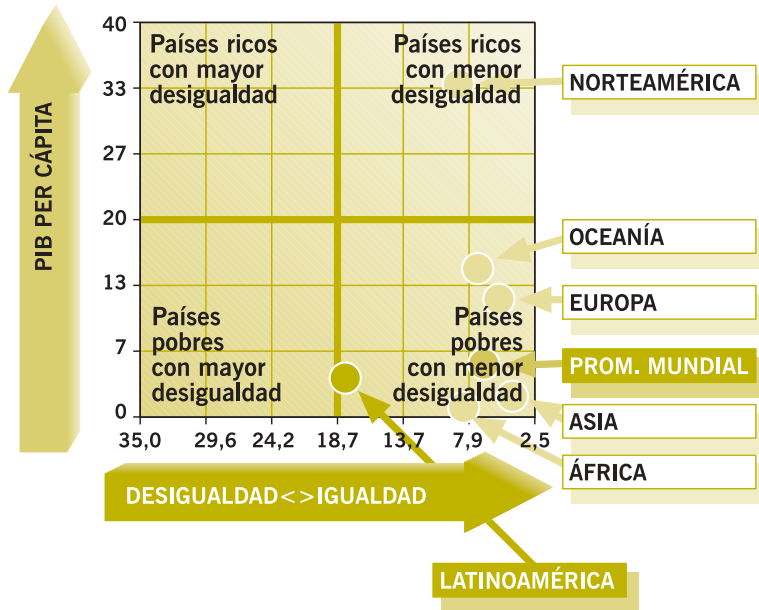 PIB PER CÁPITA
40
33
27
20
13
7
0
Países ricos
con mayor
desigualdad
Países ricos
con menor
desigualdad
Países
pobres
con mayor
desigualdad
Países
pobres
con menor
desigualdad
35,0 29,6 24,2 18,7 13,7 7,9 2,5
DESIGUALDAD<>IGUALDAD
NORTEAMÉRICA
OCEANÍA
EUROPA
PROM. MUNDIAL
ASIA
ÁFRICA
LATINOAMÉRICA